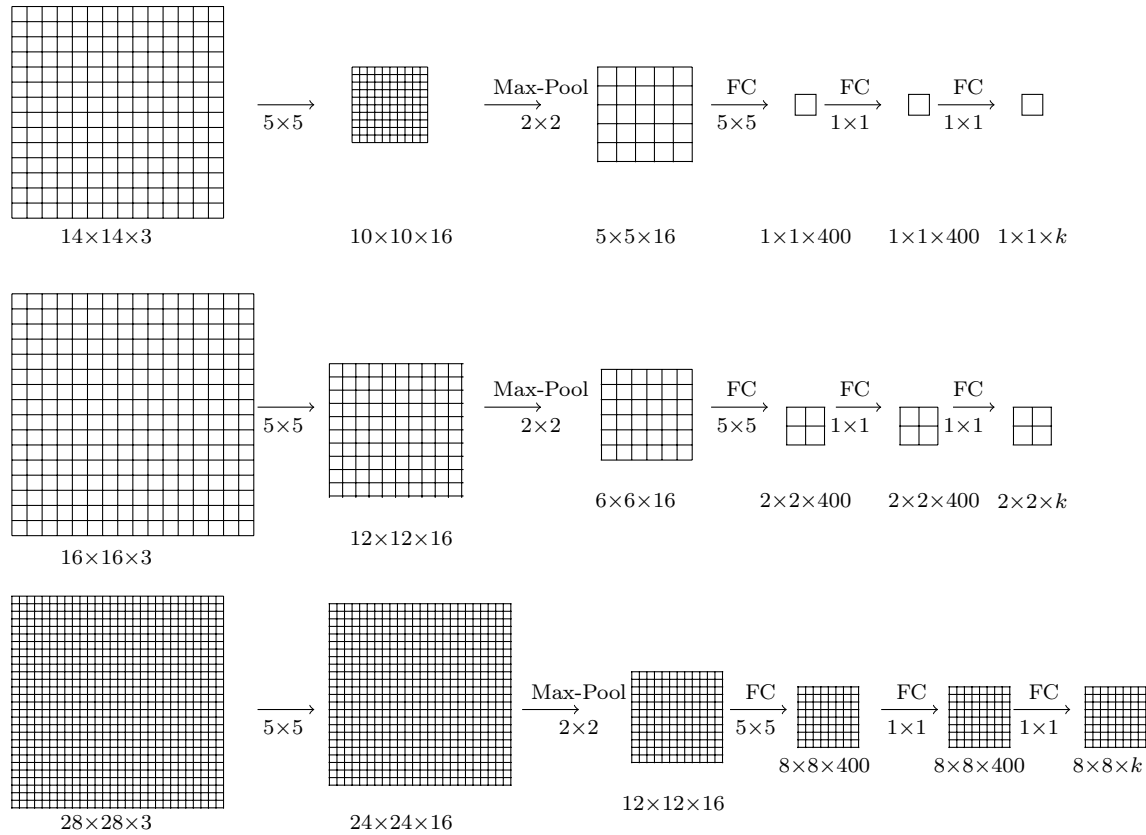 Max-Pool FC FC FC
5×5 2×2 5×5 1×1 1×1
14×14×3 10×10×16 5×5×16 1×1×400 1×1×400 1×1×k
Max-Pool FC FC FC
5×5 2×2 5×5 1×1 1×1
6×6×16 2×2×400 2×2×400 2×2×k
12×12×16
16×16×3
Max-Pool FC FC FC
5×5 2×2 5×5 1×1 1×1
8×8×400 8×8×400 8×8×k
12×12×16
28×28×3 24×24×16